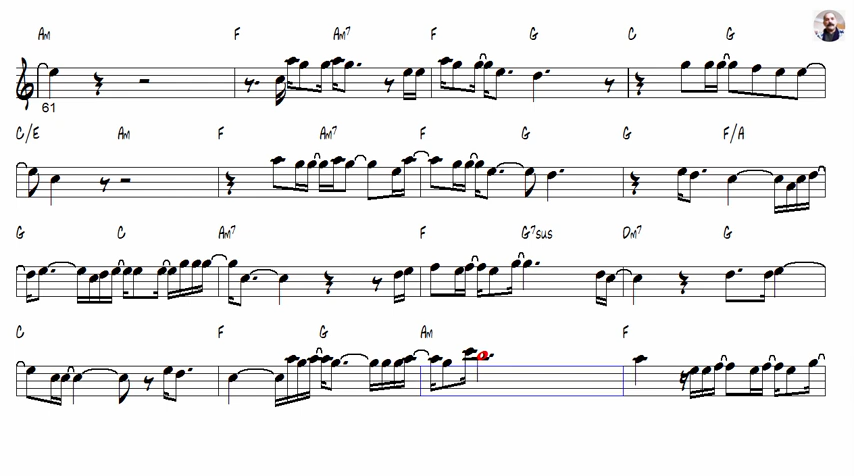 Am F Am7 F G C G
61
C/E Am F Am7 F G G F/A
G C Am7 F G7sus Dm7 G
C F G Am F